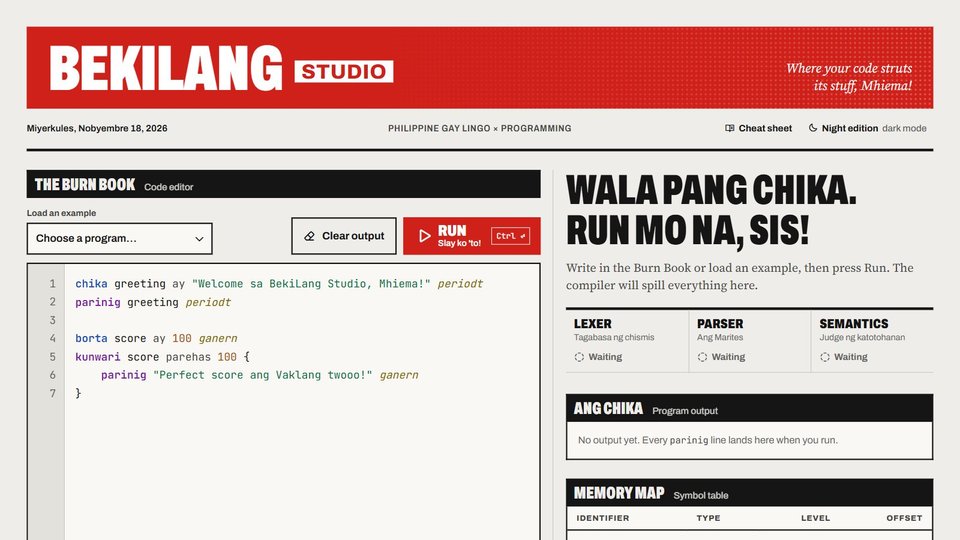 BEKILANG STUDIO
Where your code struts
its stuff, Mhiema!
Miyerkules, Nobyembre 18, 2026
PHILIPPINE GAY LINGO × PROGRAMMING
Cheat sheet
Night edition dark mode
THE BURN BOOK Code editor
Load an example
Choose a program...
Clear output
RUN
Slay ko 'to!
Ctrl ⏎
1 chika greeting ay "Welcome sa BekiLang Studio, Mhiema!" periodt
2 parinig greeting periodt
3
4 borta score ay 100 ganern
5 kunwari score parehas 100 {
6 parinig "Perfect score ang Vaklang twooo!" ganern
7 }
WALA PANG CHIKA.
RUN MO NA, SIS!
Write in the Burn Book or load an example, then press Run. The
compiler will spill everything here.
LEXER
Tagabasa ng chismis
Waiting
PARSER
Ang Marites
Waiting
SEMANTICS
Judge ng katotohanan
Waiting
ANG CHIKA Program output
No output yet. Every parinig line lands here when you run.
MEMORY MAP Symbol table
IDENTIFIER TYPE LEVEL OFFSET